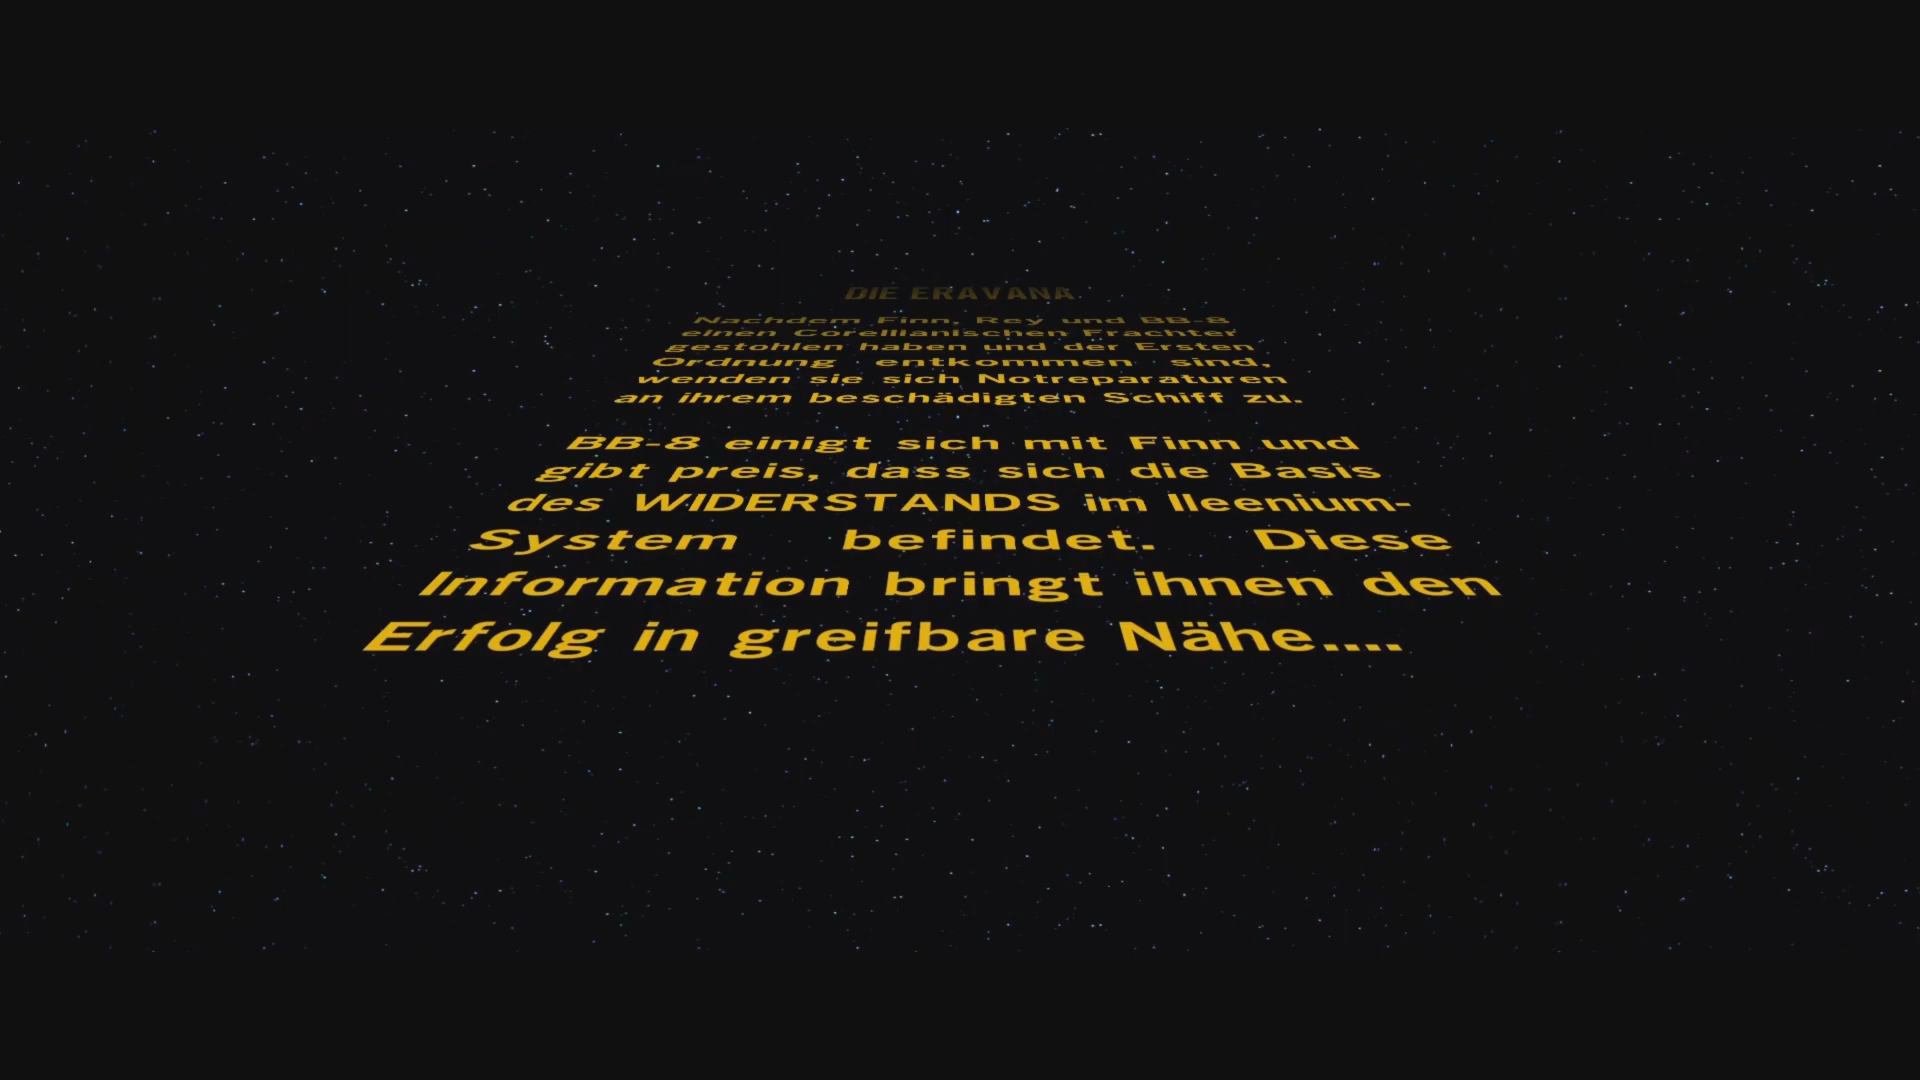 DIE ERAVANA
Nachdem Finn, Rey und BB-8
einen Corellianischen Frachter
gestohlen haben und der Ersten
Ordnung entkommen sind,
wenden sie sich Notreparaturen
an ihrem beschädigten Schiff zu.
BB-8 einigt sich mit Finn und
gibt preis, dass sich die Basis
des WIDERSTANDS im Ileenium-
System befindet. Diese
Information bringt ihnen den
Erfolg in greifbare Nähe....